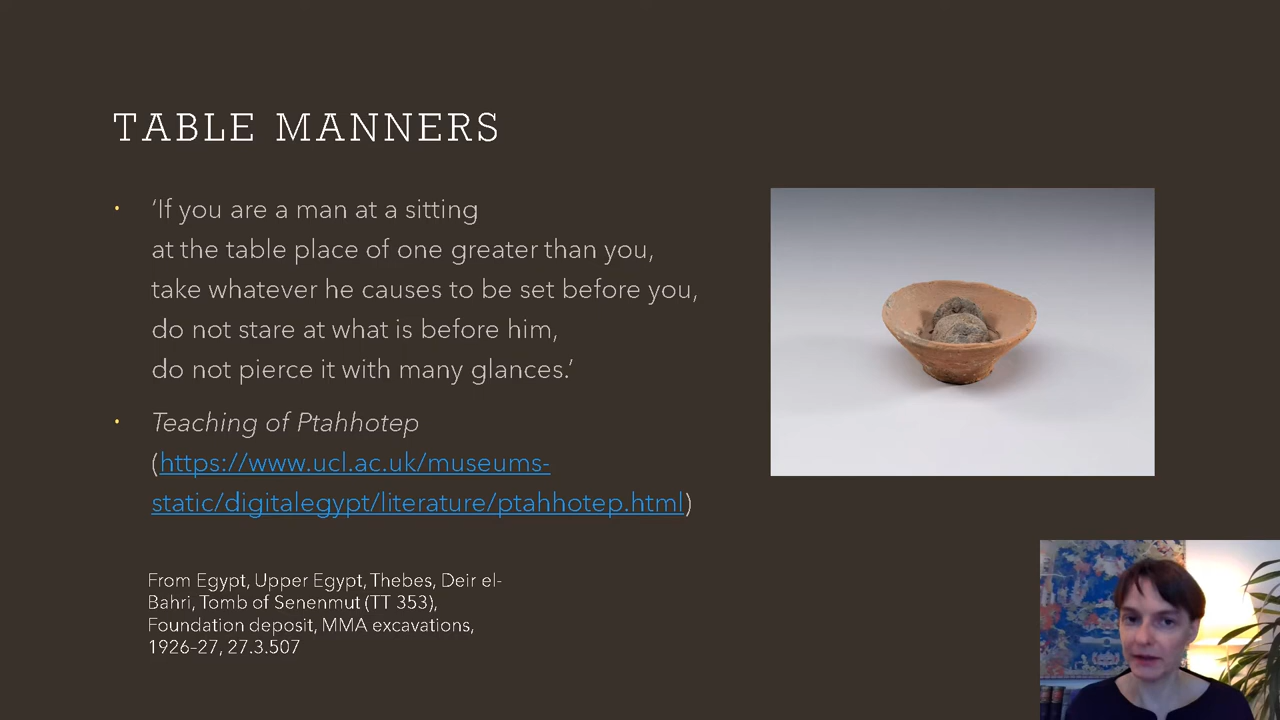 TABLE MANNERS
‘If you are a man at a sitting
at the table place of one greater than you,
take whatever he causes to be set before you,
do not stare at what is before him,
do not pierce it with many glances.’
Teaching of Ptahhotep
(https://www.ucl.ac.uk/museums-
static/digitalegypt/literature/ptahhotep.html)
From Egypt, Upper Egypt, Thebes, Deir el-
Bahri, Tomb of Senenmut (TT 353),
Foundation deposit, MMA excavations,
1926–27, 27.3.507